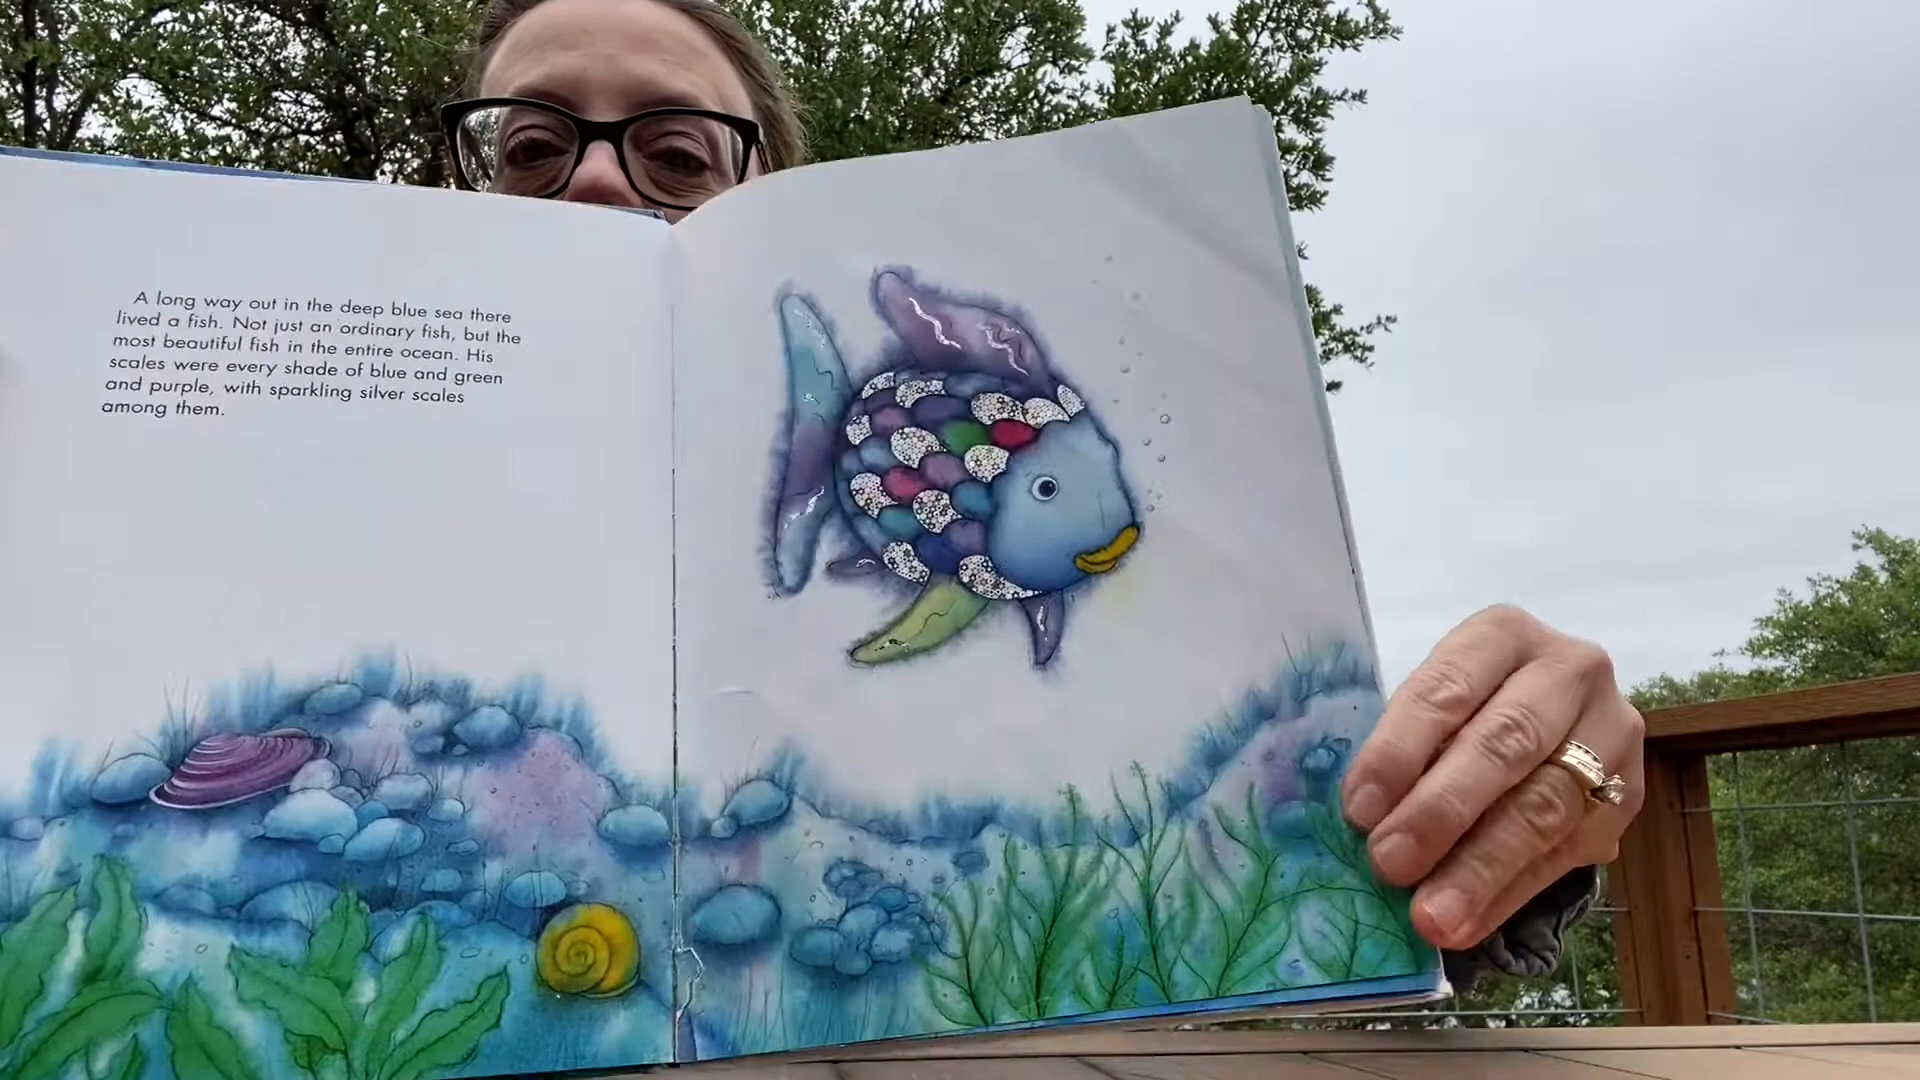 A long way out in the deep blue sea there
lived a fish. Not just an ordinary fish, but the
most beautiful fish in the entire ocean. His
scales were every shade of blue and green
and purple, with sparkling silver scales
among them.